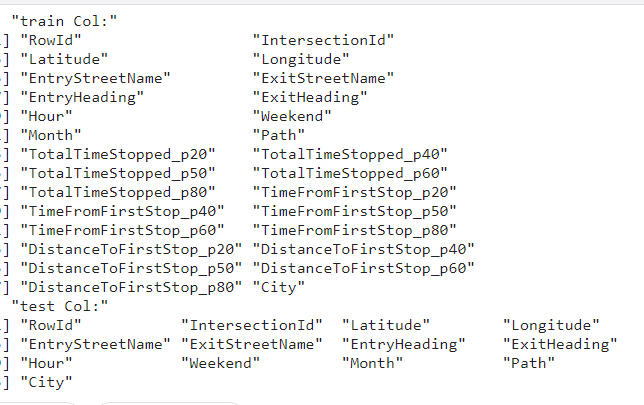 "train Col:"
] "RowId" "IntersectionId"
] "Latitude" "Longitude"
] "EntryStreetName" "ExitStreetName"
] "EntryHeading" "ExitHeading"
] "Hour" "Weekend"
] "Month" "Path"
] "TotalTimeStopped_p20" "TotalTimeStopped_p40"
] "TotalTimeStopped_p50" "TotalTimeStopped_p60"
] "TotalTimeStopped_p80" "TimeFromFirstStop_p20"
] "TimeFromFirstStop_p40" "TimeFromFirstStop_p50"
] "TimeFromFirstStop_p60" "TimeFromFirstStop_p80"
] "DistanceToFirstStop_p20" "DistanceToFirstStop_p40"
] "DistanceToFirstStop_p50" "DistanceToFirstStop_p60"
] "DistanceToFirstStop_p80" "City"
"test Col:"
] "RowId" "IntersectionId" "Latitude" "Longitude"
] "EntryStreetName" "ExitStreetName" "EntryHeading" "ExitHeading"
] "Hour" "Weekend" "Month" "Path"
] "City"